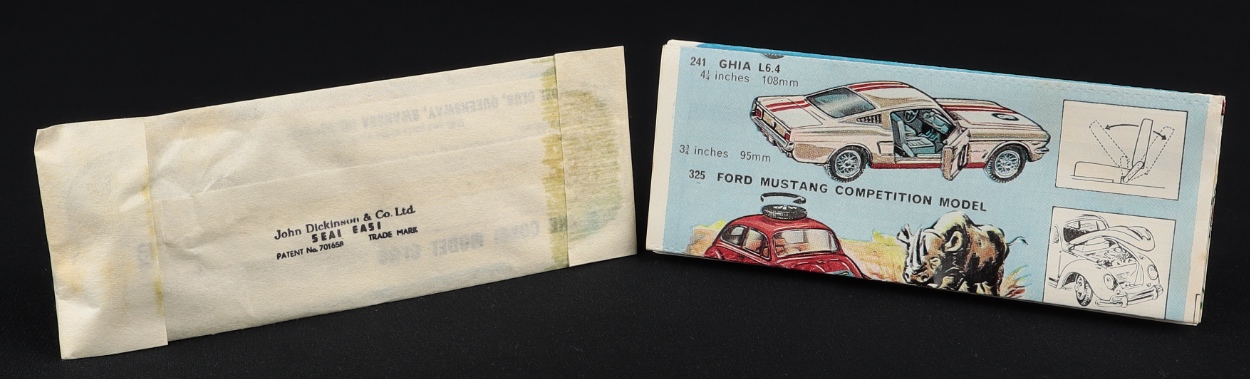 John Dickinson & Co. Ltd.
SEAL EASI
PATENT No. 701658 TRADE MARK
241 GHIA L6.4
4¼ inches 108mm
3¾ inches 95mm
325 FORD MUSTANG COMPETITION MODEL